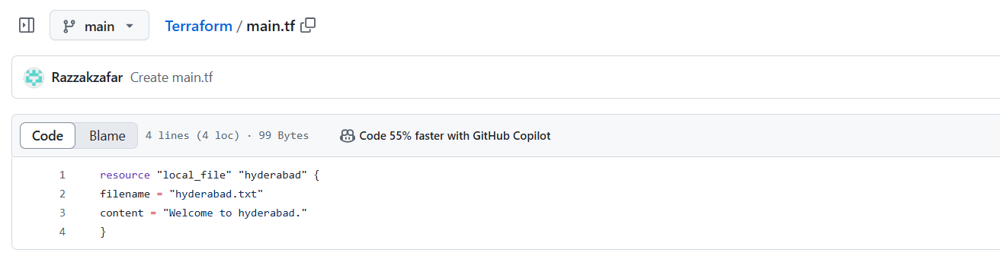 main
Terraform / main.tf
Razzakzafar Create main.tf
Code Blame 4 lines (4 loc) · 99 Bytes Code 55% faster with GitHub Copilot
1 resource "local_file" "hyderabad" {
2 filename = "hyderabad.txt"
3 content = "Welcome to hyderabad."
4 }